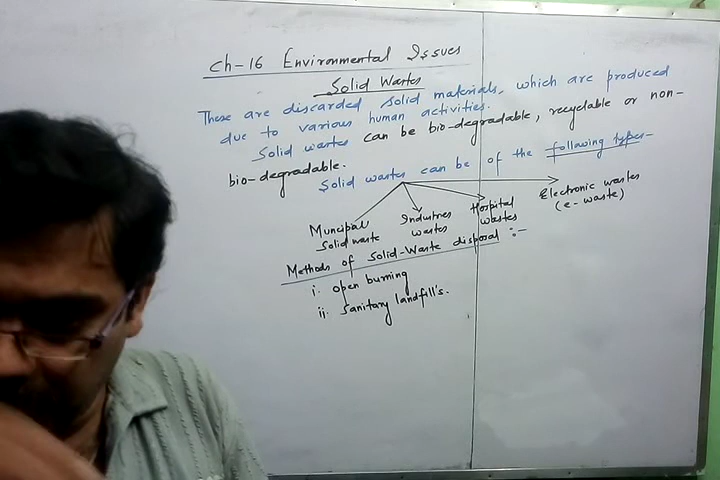 Ch-16 Environmental Issues
Solid Wastes
These are discarded solid materials, which are produced
due to various human activities.
Solid wastes can be bio-degradable, recyclable or non-
bio-degradable.
Solid wastes can be of the following types-
Muncipal Solid waste
Industries wastes
Hospital wastes
Electronic wastes (e-waste)
Methods of Solid-Waste disposal :-
i. Open burning
ii. Sanitary landfill's.